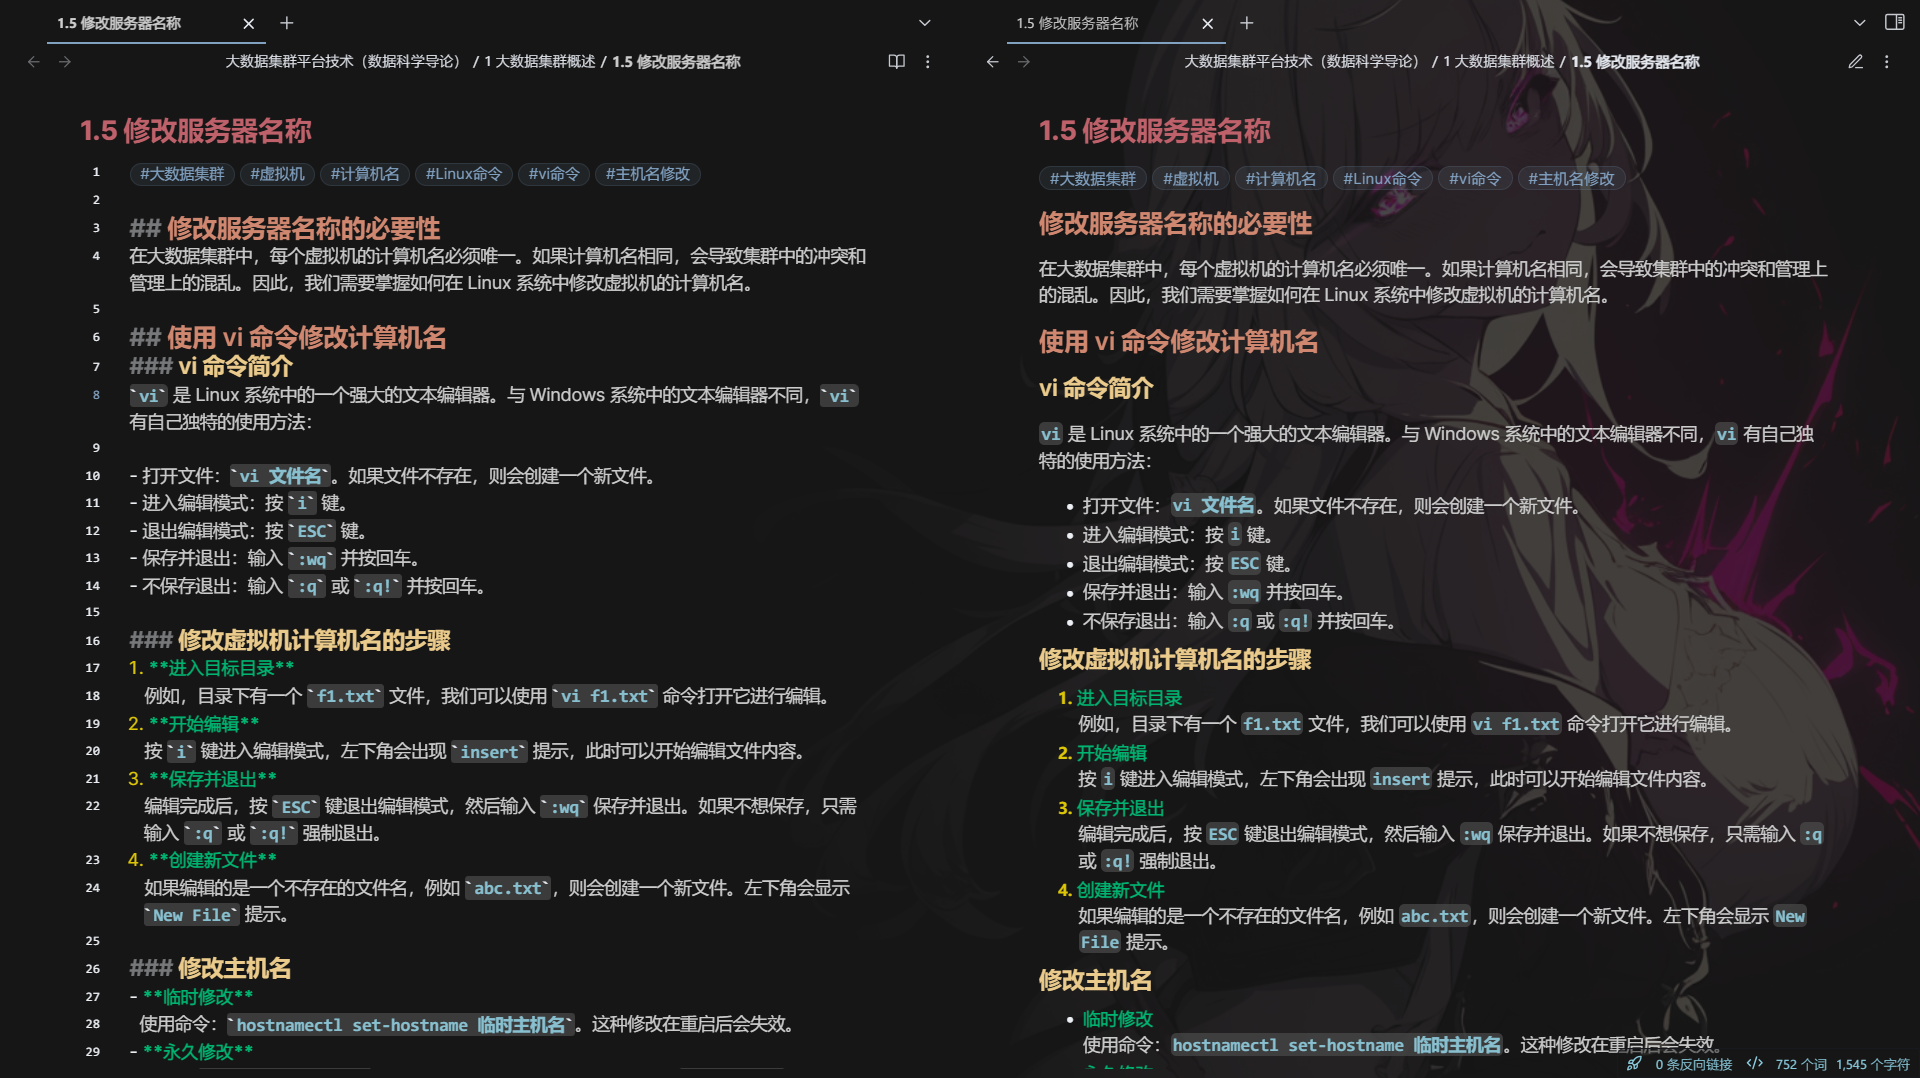 1.5 修改服务器名称
大数据集群平台技术（数据科学导论） / 1 大数据集群概述 / 1.5 修改服务器名称
1.5 修改服务器名称
1 #大数据集群 #虚拟机 #计算机名 #Linux命令 #vi命令 #主机名修改
2
3 ## 修改服务器名称的必要性
4 在大数据集群中，每个虚拟机的计算机名必须唯一。如果计算机名相同，会导致集群中的冲突和
管理上的混乱。因此，我们需要掌握如何在 Linux 系统中修改虚拟机的计算机名。
5
6 ## 使用 vi 命令修改计算机名
7 ### vi 命令简介
8 `vi` 是 Linux 系统中的一个强大的文本编辑器。与 Windows 系统中的文本编辑器不同，`vi`
有自己独特的使用方法：
9
10 - 打开文件：`vi 文件名`。如果文件不存在，则会创建一个新文件。
11 - 进入编辑模式：按 `i` 键。
12 - 退出编辑模式：按 `ESC` 键。
13 - 保存并退出：输入 `:wq` 并按回车。
14 - 不保存退出：输入 `:q` 或 `:q!` 并按回车。
15
16 ### 修改虚拟机计算机名的步骤
17 1. **进入目标目录**
18 例如，目录下有一个 `f1.txt` 文件，我们可以使用 `vi f1.txt` 命令打开它进行编辑。
19 2. **开始编辑**
20 按 `i` 键进入编辑模式，左下角会出现 `insert` 提示，此时可以开始编辑文件内容。
21 3. **保存并退出**
22 编辑完成后，按 `ESC` 键退出编辑模式，然后输入 `:wq` 保存并退出。如果不想保存，只需
输入 `:q` 或 `:q!` 强制退出。
23 4. **创建新文件**
24 如果编辑的是一个不存在的文件名，例如 `abc.txt`，则会创建一个新文件。左下角会显示
`New File` 提示。
25
26 ### 修改主机名
27 - **临时修改**
28 使用命令：`hostnamectl set-hostname 临时主机名`。这种修改在重启后会失效。
29 - **永久修改**
1.5 修改服务器名称
大数据集群平台技术（数据科学导论） / 1 大数据集群概述 / 1.5 修改服务器名称
1.5 修改服务器名称
#大数据集群 #虚拟机 #计算机名 #Linux命令 #vi命令 #主机名修改
修改服务器名称的必要性
在大数据集群中，每个虚拟机的计算机名必须唯一。如果计算机名相同，会导致集群中的冲突和管理上
的混乱。因此，我们需要掌握如何在 Linux 系统中修改虚拟机的计算机名。
使用 vi 命令修改计算机名
vi 命令简介
vi 是 Linux 系统中的一个强大的文本编辑器。与 Windows 系统中的文本编辑器不同，vi 有自己独
特的使用方法：
• 打开文件：vi 文件名。如果文件不存在，则会创建一个新文件。
• 进入编辑模式：按 i 键。
• 退出编辑模式：按 ESC 键。
• 保存并退出：输入 :wq 并按回车。
• 不保存退出：输入 :q 或 :q! 并按回车。
修改虚拟机计算机名的步骤
1. 进入目标目录
例如，目录下有一个 f1.txt 文件，我们可以使用 vi f1.txt 命令打开它进行编辑。
2. 开始编辑
按 i 键进入编辑模式，左下角会出现 insert 提示，此时可以开始编辑文件内容。
3. 保存并退出
编辑完成后，按 ESC 键退出编辑模式，然后输入 :wq 保存并退出。如果不想保存，只需输入 :q
或 :q! 强制退出。
4. 创建新文件
如果编辑的是一个不存在的文件名，例如 abc.txt，则会创建一个新文件。左下角会显示 New
File 提示。
修改主机名
• 临时修改
使用命令：hostnamectl set-hostname 临时主机名。这种修改在重启后会失效。
0 条反向链接 752 个词 1,545 个字符